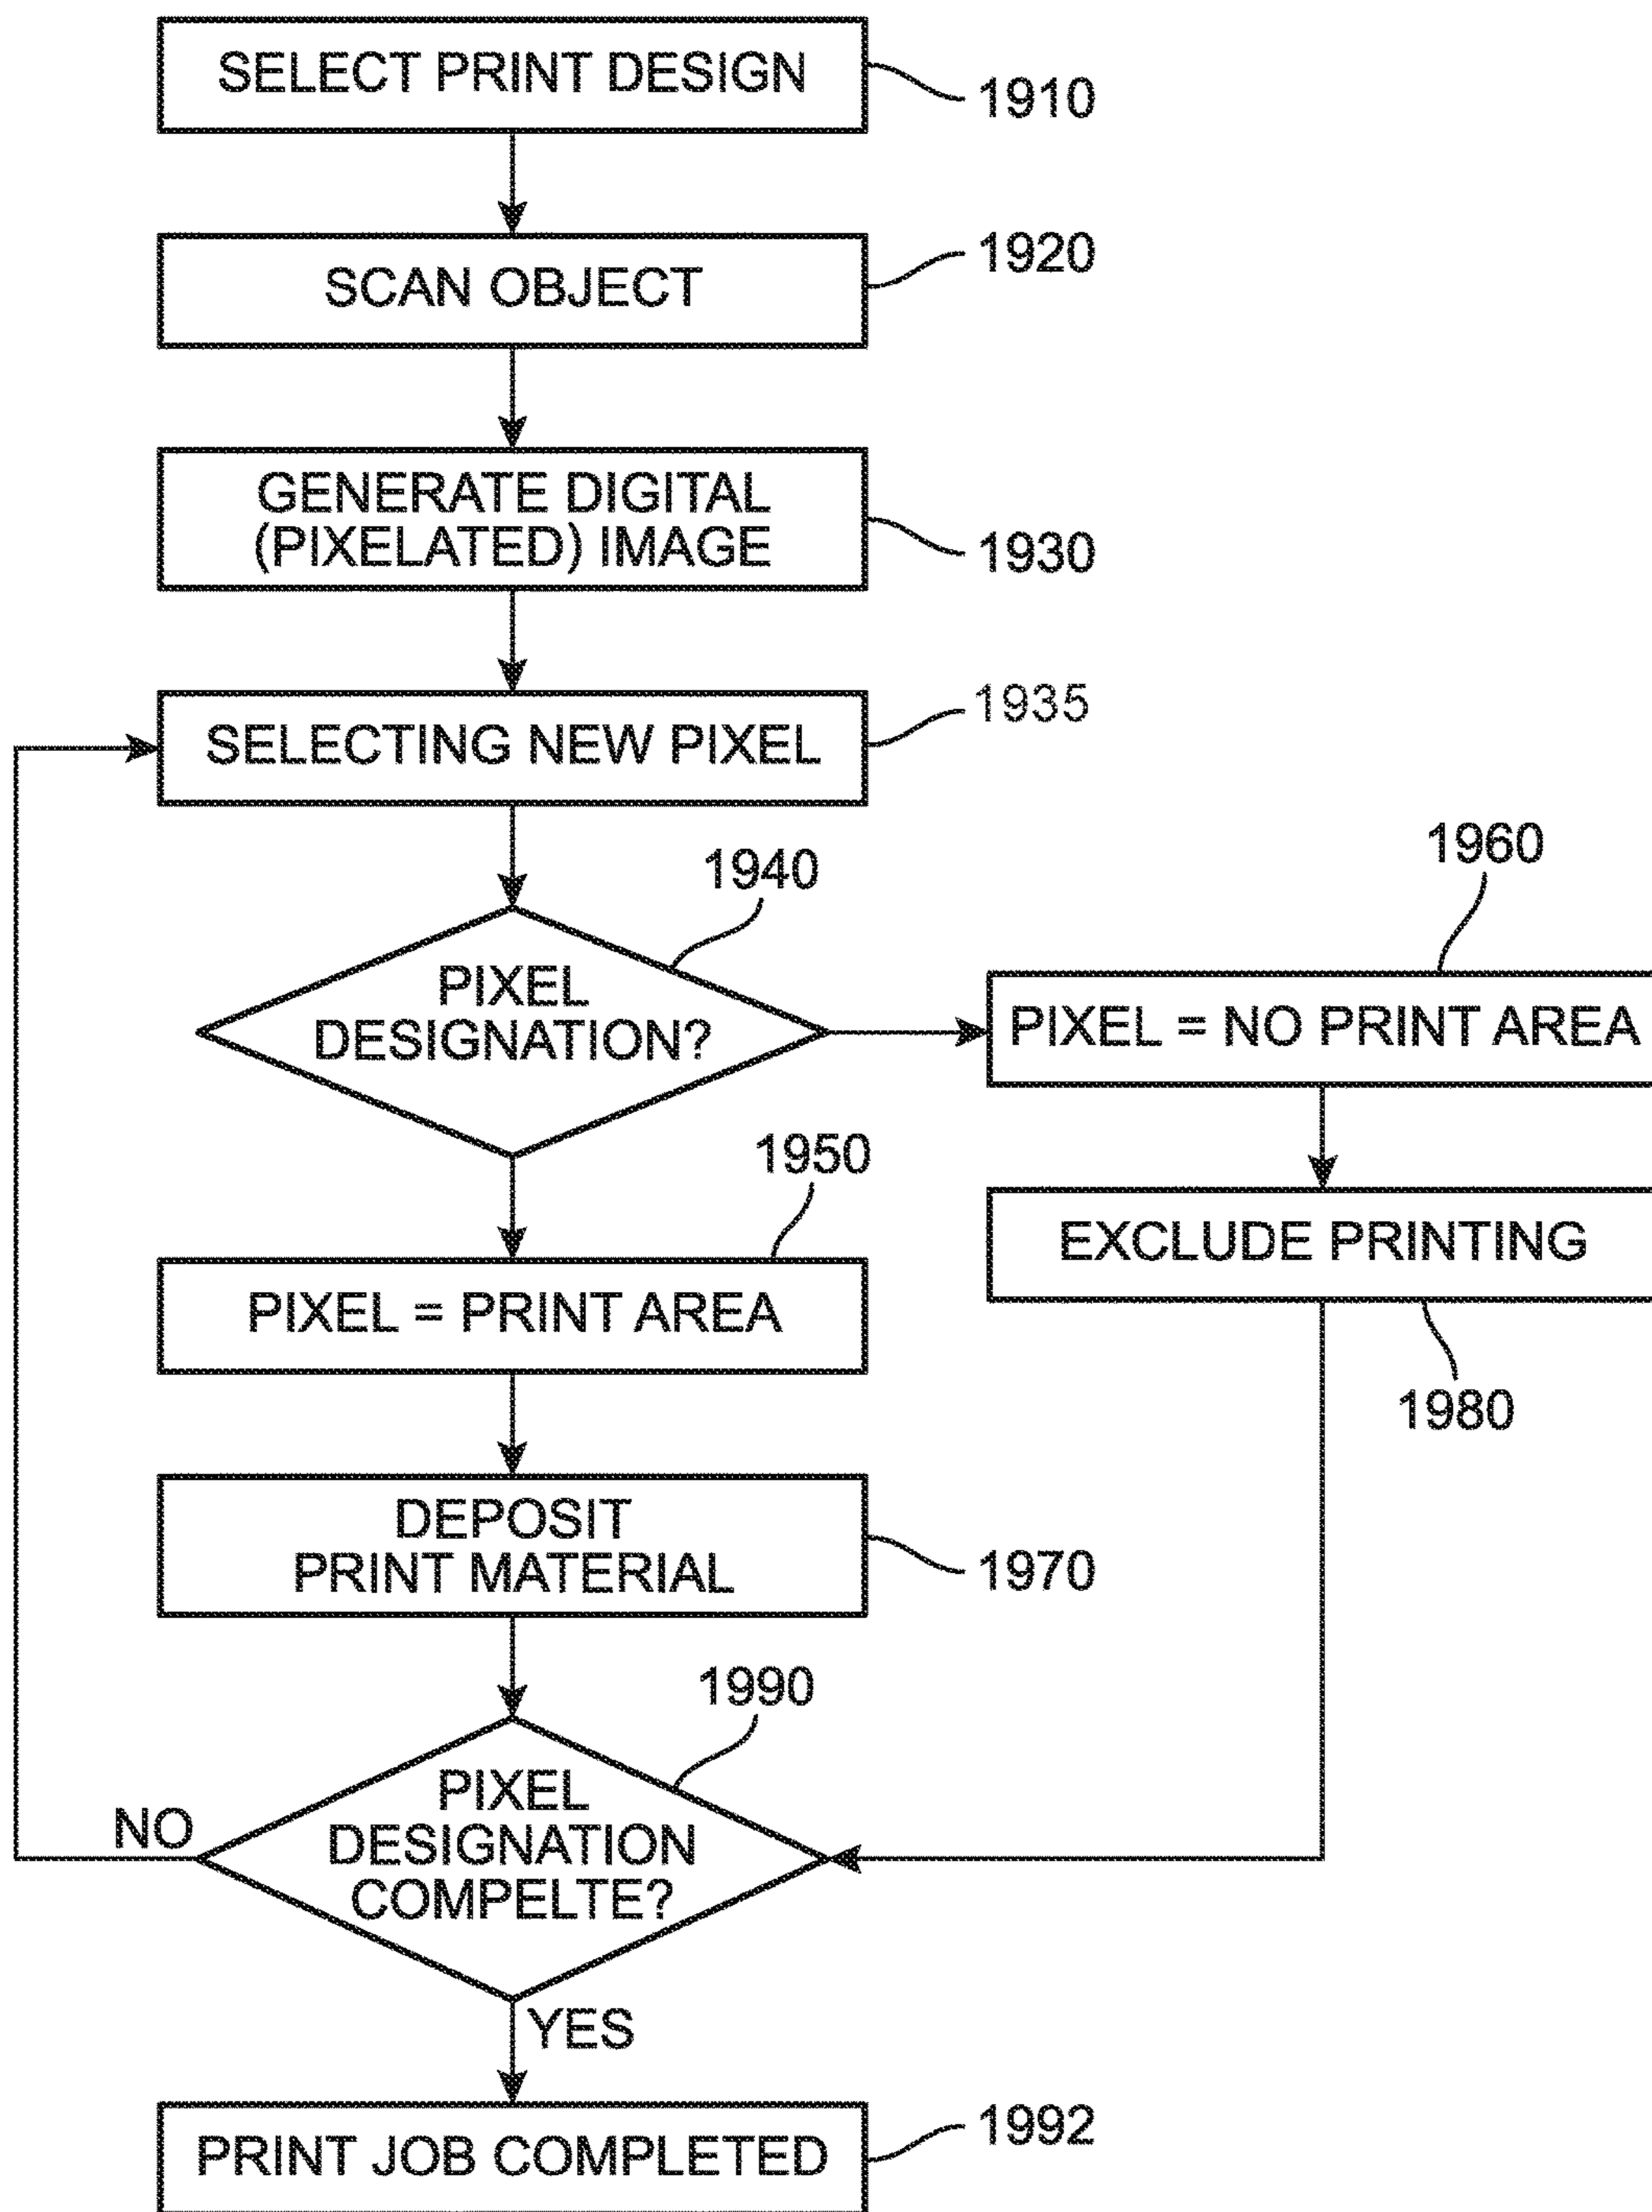 SELECT PRINT DESIGN
1910
SCAN OBJECT
1920
GENERATE DIGITAL
(PIXELATED) IMAGE
1930
SELECTING NEW PIXEL
1935
1940
PIXEL
DESIGNATION?
1960
PIXEL = NO PRINT AREA
1950
PIXEL = PRINT AREA
EXCLUDE PRINTING
1980
DEPOSIT
PRINT MATERIAL
1970
1990
PIXEL
DESIGNATION
COMPELTE?
NO
YES
PRINT JOB COMPLETED
1992